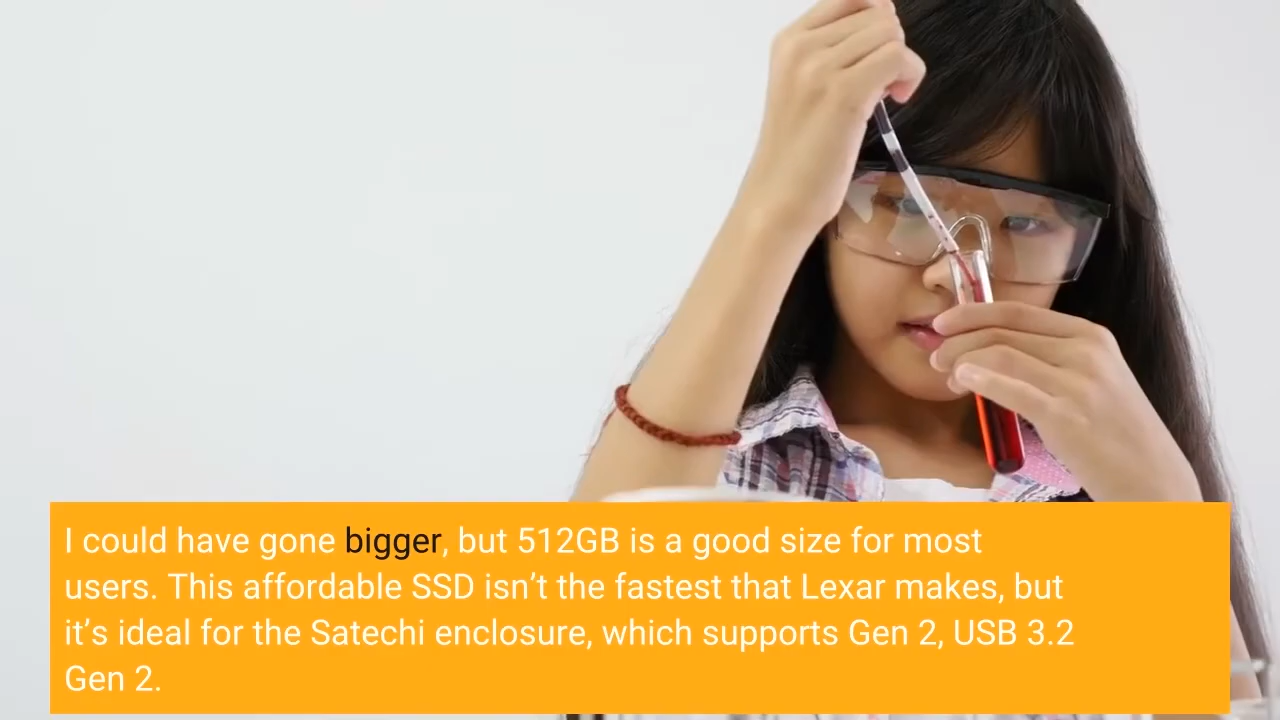 I could have gone bigger, but 512GB is a good size for most
users. This affordable SSD isn’t the fastest that Lexar makes, but
it’s ideal for the Satechi enclosure, which supports Gen 2, USB 3.2
Gen 2.